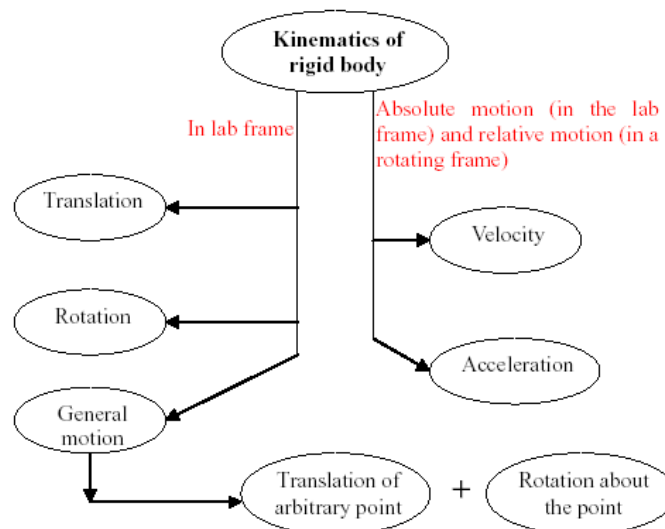 Kinematics of
rigid body
In lab frame
Absolute motion (in the lab
frame) and relative motion (in a
rotating frame)
Translation
Velocity
Rotation
Acceleration
General
motion
Translation of
arbitrary point
+
Rotation about
the point